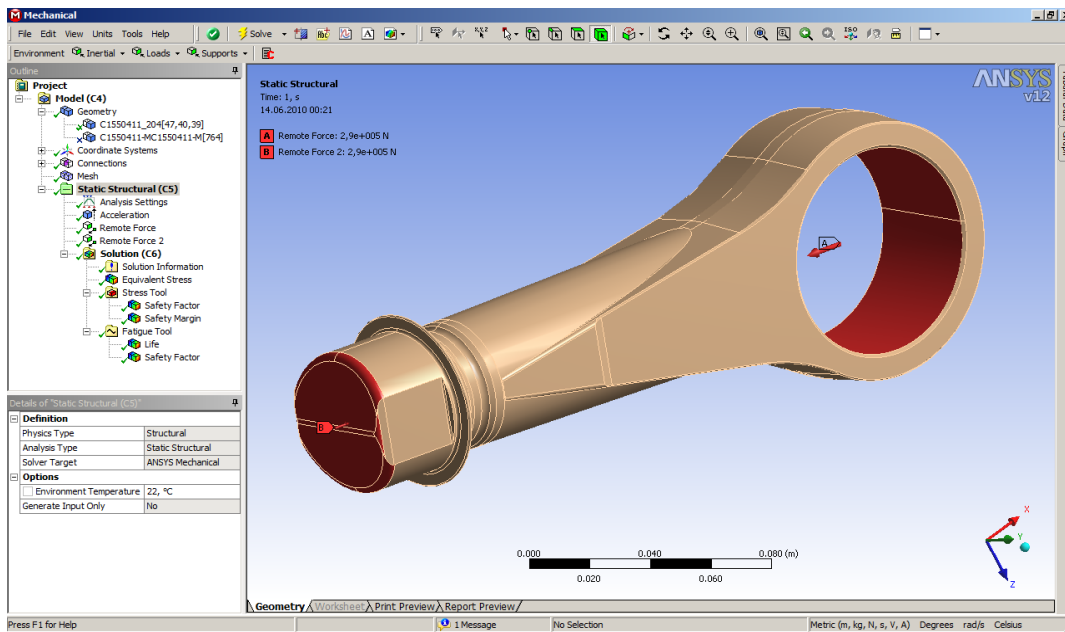 Mechanical
File Edit View Units Tools Help
Solve
Environment Inertial Loads Supports
Outline
Project
Model (C4)
Geometry
C1550411_204[47,40,39]
C1550411-MC1550411-M[764]
Coordinate Systems
Connections
Mesh
Static Structural (C5)
Analysis Settings
Acceleration
Remote Force
Remote Force 2
Solution (C6)
Solution Information
Equivalent Stress
Stress Tool
Safety Factor
Safety Margin
Fatigue Tool
Life
Safety Factor
Details of "Static Structural (C5)"
Definition
Physics Type Structural
Analysis Type Static Structural
Solver Target ANSYS Mechanical
Options
Environment Temperature 22, °C
Generate Input Only No
Static Structural
Time: 1, s
14.06.2010 00:21
A Remote Force: 2,9e+005 N
B Remote Force 2: 2,9e+005 N
ANSYS
v12
A
B
X
Y
Z
0.000 0.040 0.080 (m)
0.020 0.060
Geometry Worksheet Print Preview Report Preview
Press F1 for Help 1 Message No Selection Metric (m, kg, N, s, V, A) Degrees rad/s Celsius